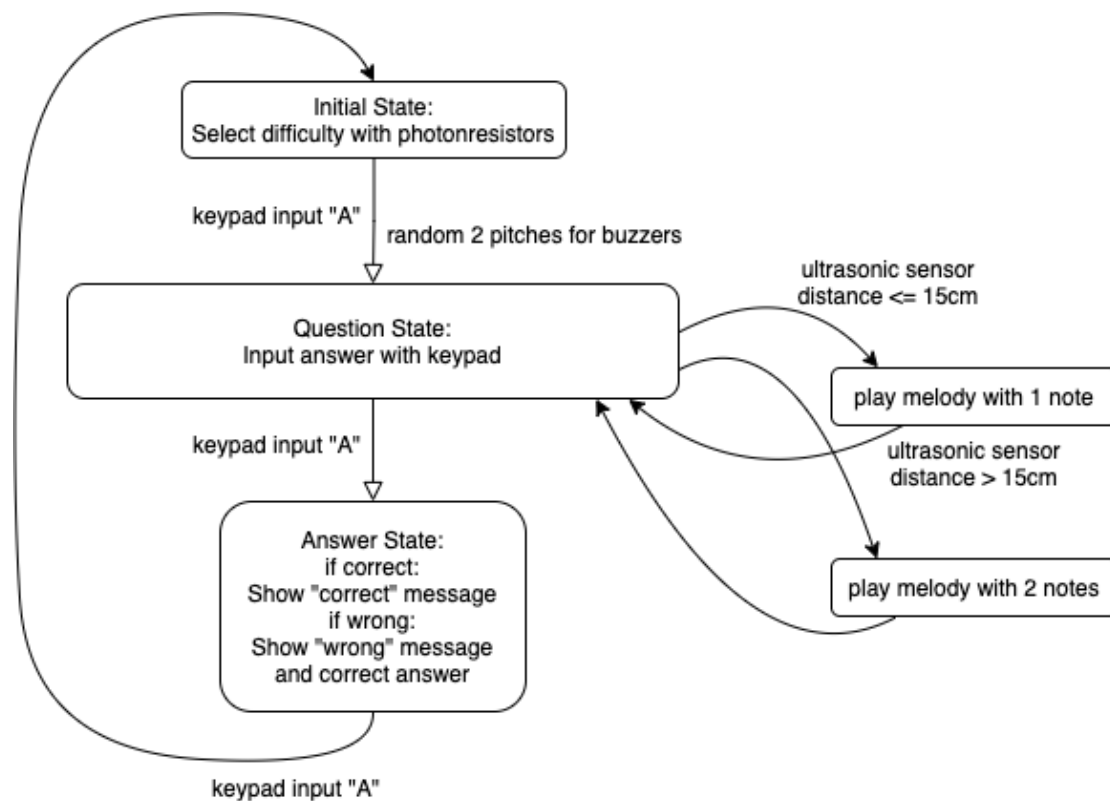 Initial State:
Select difficulty with photonresistors
keypad input "A"
random 2 pitches for buzzers
ultrasonic sensor
distance <= 15cm
Question State:
Input answer with keypad
play melody with 1 note
keypad input "A"
ultrasonic sensor
distance > 15cm
Answer State:
if correct:
Show "correct" message
if wrong:
Show "wrong" message
and correct answer
play melody with 2 notes
keypad input "A"